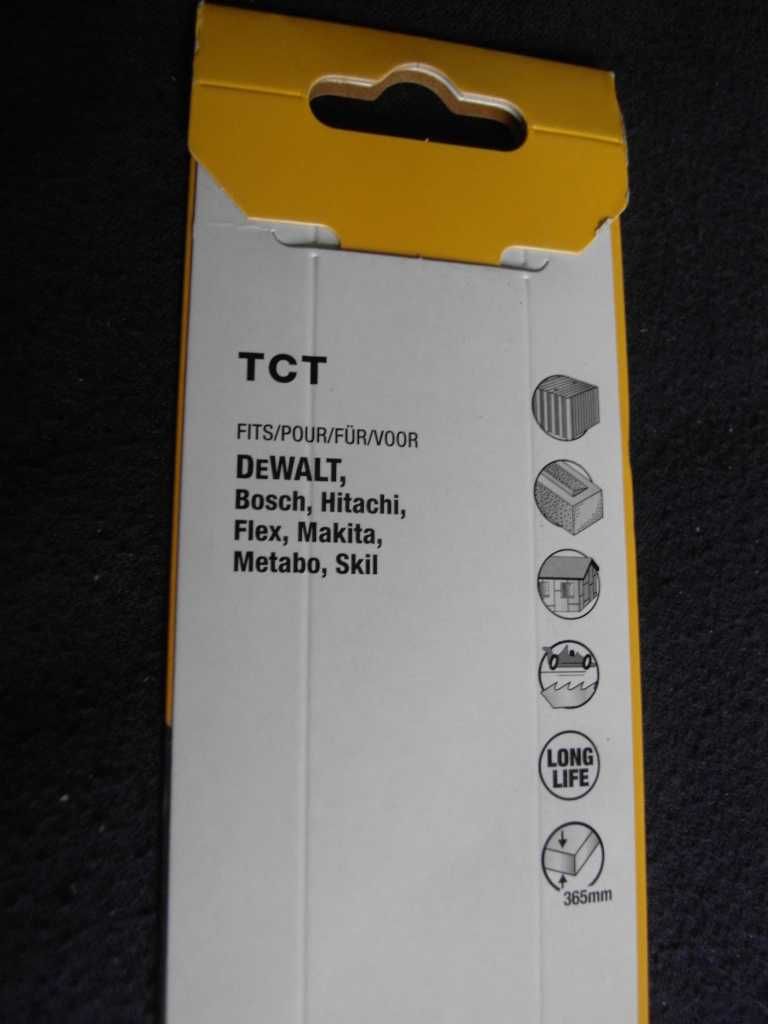 TCT
FITS/POUR/FÜR/VOOR
DEWALT,
Bosch, Hitachi,
Flex, Makita,
Metabo, Skil
LONG
LIFE
365mm